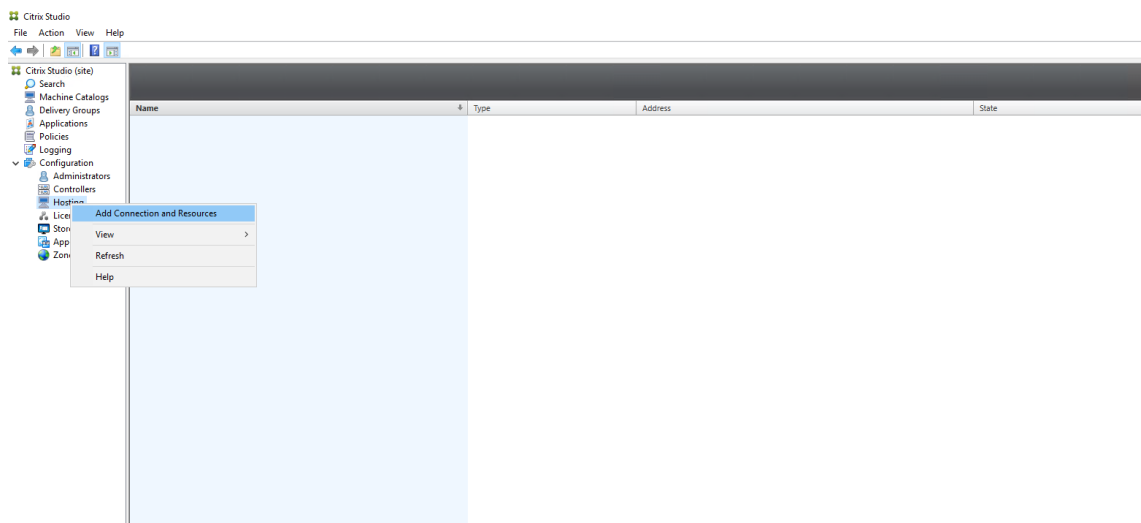 Citrix Studio
File Action View Help
Citrix Studio (site)
Search
Machine Catalogs
Delivery Groups
Applications
Policies
Logging
Configuration
Administrators
Controllers
Hosting
Name Type Address State
Add Connection and Resources
View
Refresh
Help